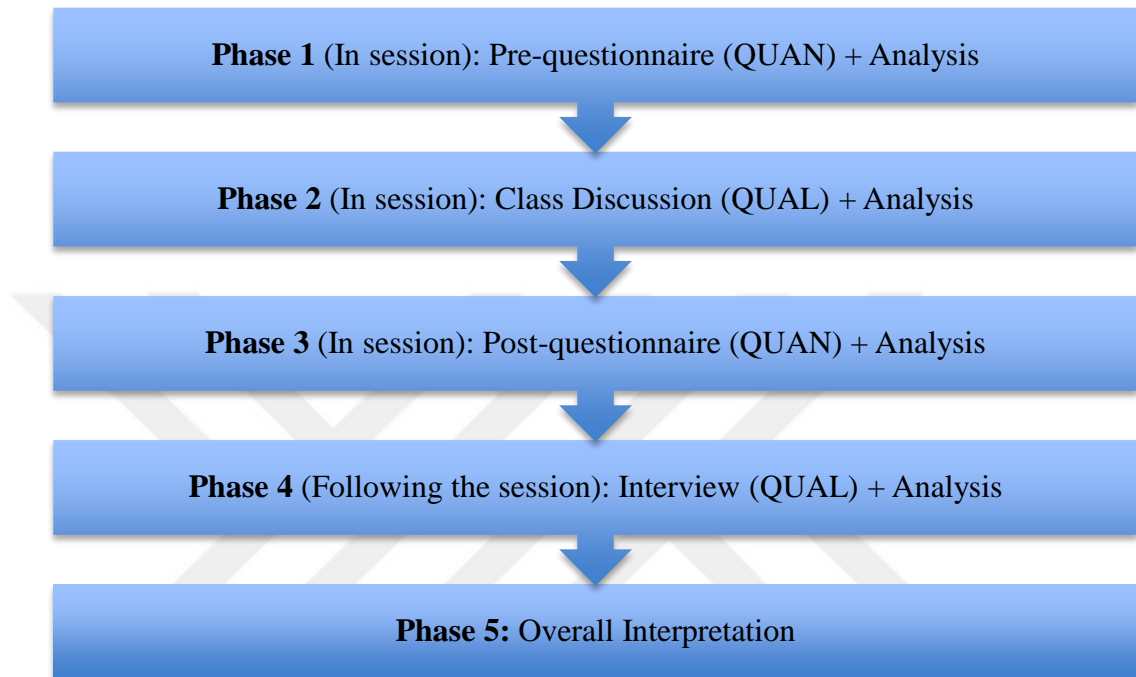 Phase 1 (In session): Pre-questionnaire (QUAN) + Analysis
Phase 2 (In session): Class Discussion (QUAL) + Analysis
Phase 3 (In session): Post-questionnaire (QUAN) + Analysis
Phase 4 (Following the session): Interview (QUAL) + Analysis
Phase 5: Overall Interpretation